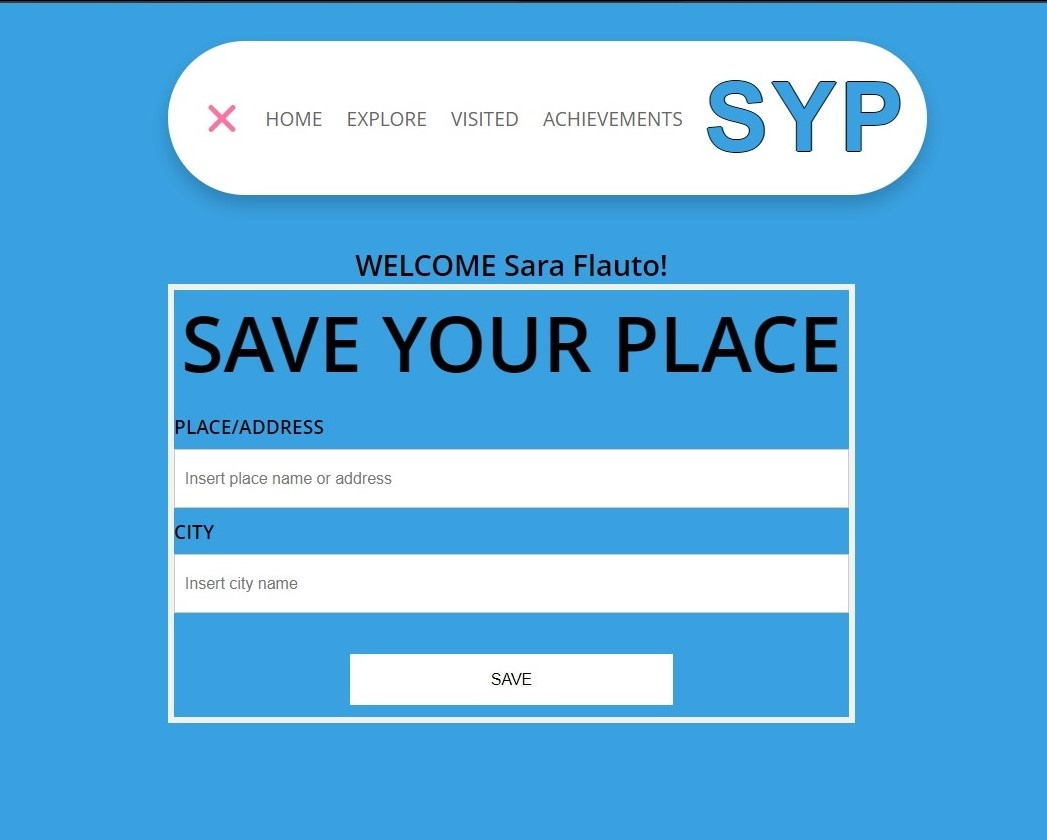 HOME EXPLORE VISITED ACHIEVEMENTS SYP
WELCOME Sara Flauto!
SAVE YOUR PLACE
PLACE/ADDRESS
Insert place name or address
CITY
Insert city name
SAVE